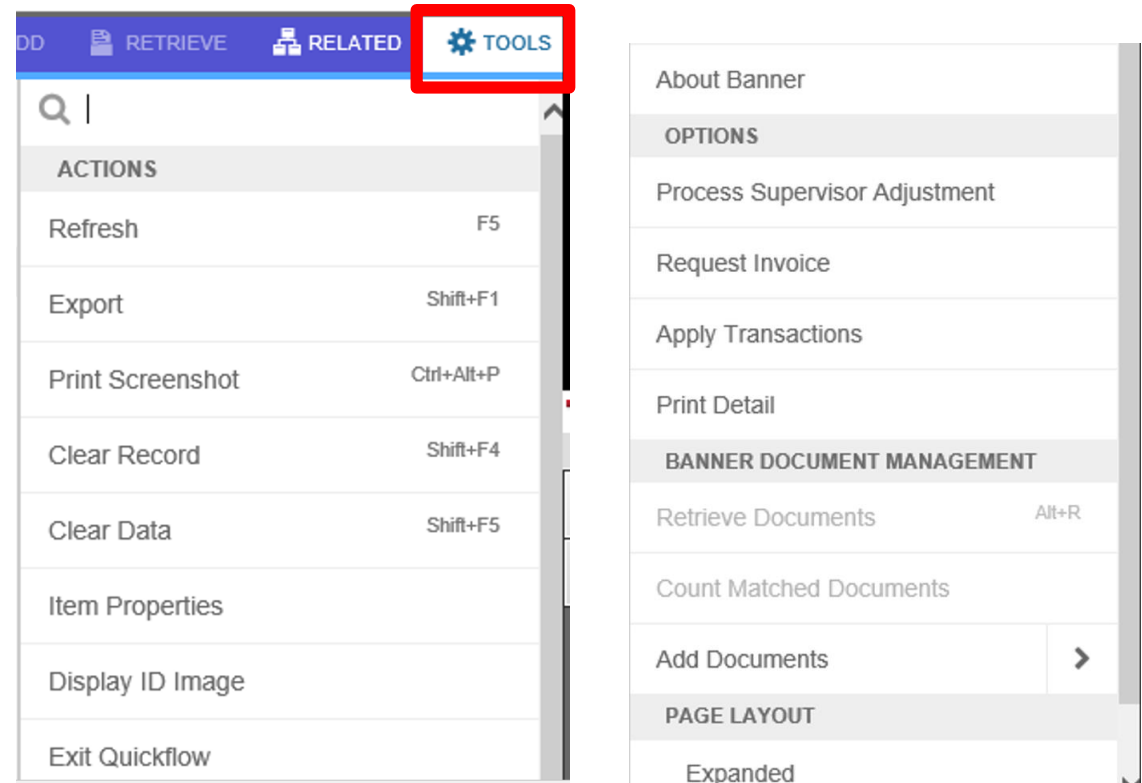 DD RETRIEVE RELATED TOOLS
ACTIONS
Refresh F5
Export Shift+F1
Print Screenshot Ctrl+Alt+P
Clear Record Shift+F4
Clear Data Shift+F5
Item Properties
Display ID Image
Exit Quickflow
About Banner
OPTIONS
Process Supervisor Adjustment
Request Invoice
Apply Transactions
Print Detail
BANNER DOCUMENT MANAGEMENT
Retrieve Documents Alt+R
Count Matched Documents
Add Documents
PAGE LAYOUT
Expanded